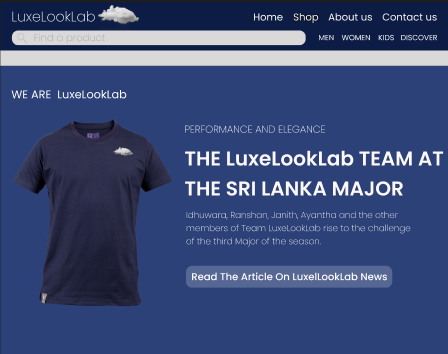 LuxeLookLab
Home Shop About us Contact us
Find a product
MEN WOMEN KIDS DISCOVER
WE ARE LuxeLookLab
PERFORMANCE AND ELEGANCE
THE LuxeLookLab TEAM AT
THE SRI LANKA MAJOR
Idhuwara, Ranshan, Janith, Ayantha and the other
members of Team LuxeLookLab rise to the challenge
of the third Major of the season.
Read The Article On LuxelLookLab News